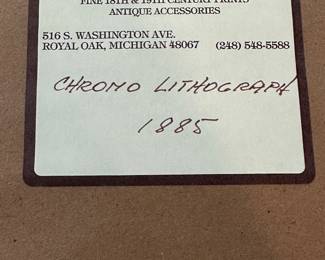 FINE 18TH & 19TH CENTURY PRINTS
ANTIQUE ACCESSORIES
516 S. WASHINGTON AVE.
ROYAL OAK, MICHIGAN 48067 (248) 548-5588
CHROMO LITHOGRAPH
1885